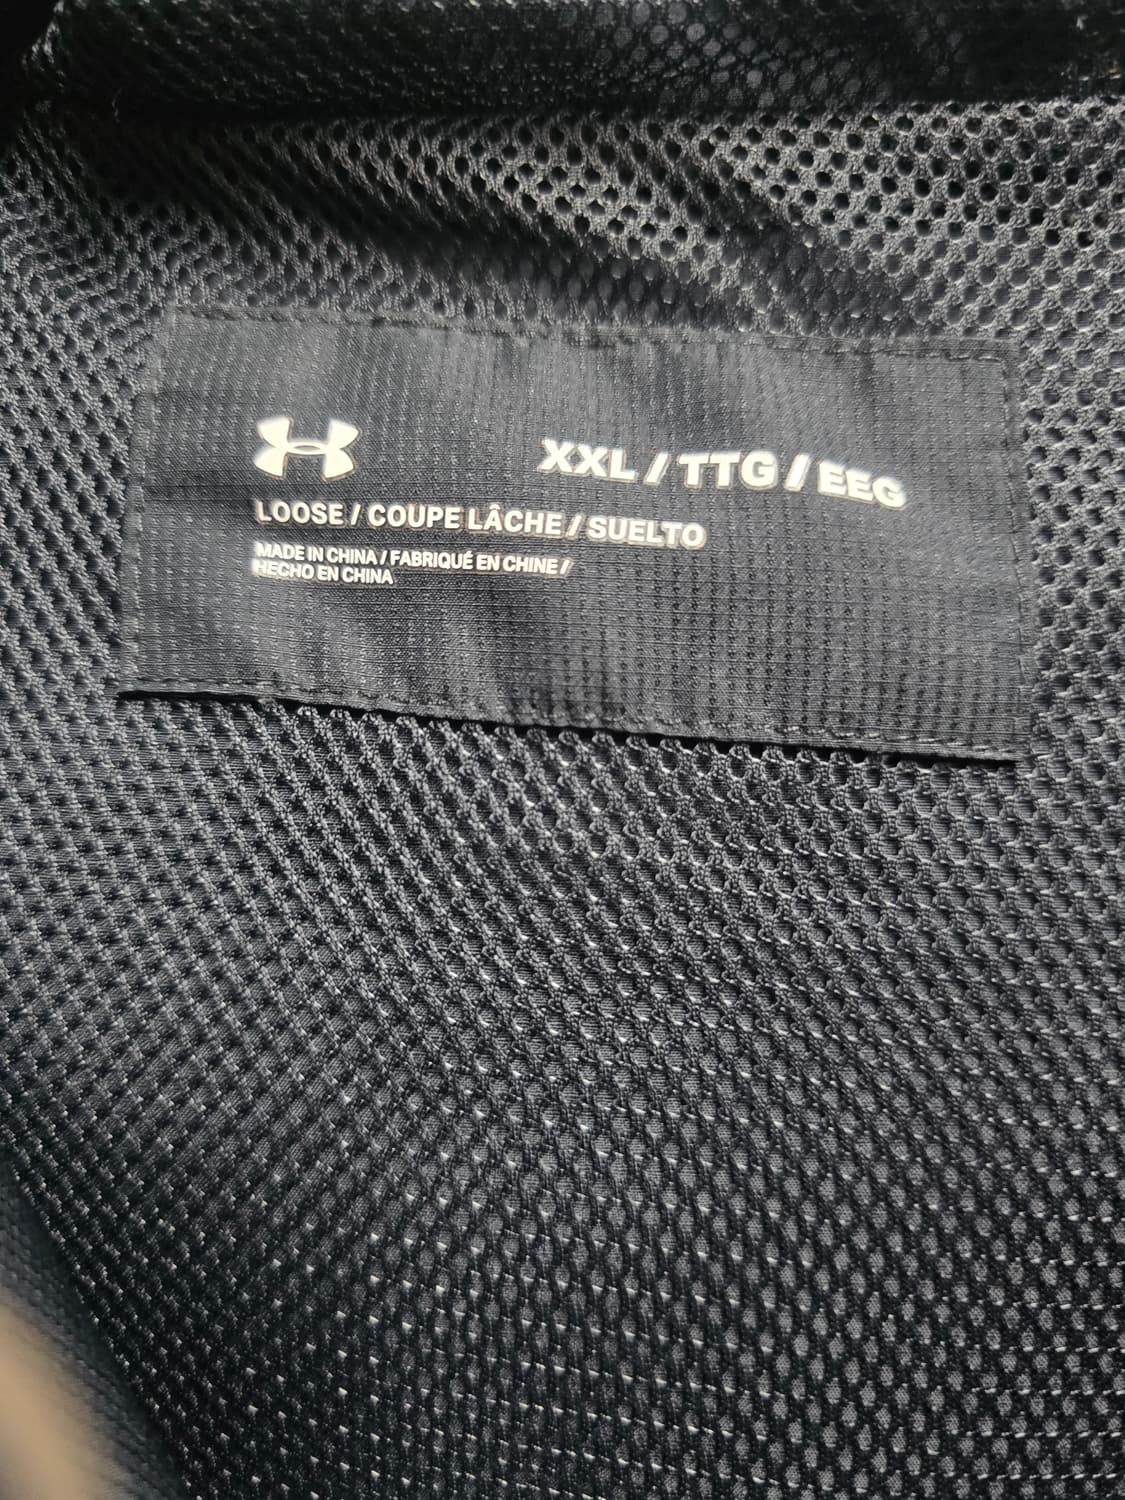 XXL / TTG / EEG
LOOSE / COUPE LÂCHE / SUELTO
MADE IN CHINA / FABRIQUÉ EN CHINE /
HECHO EN CHINA